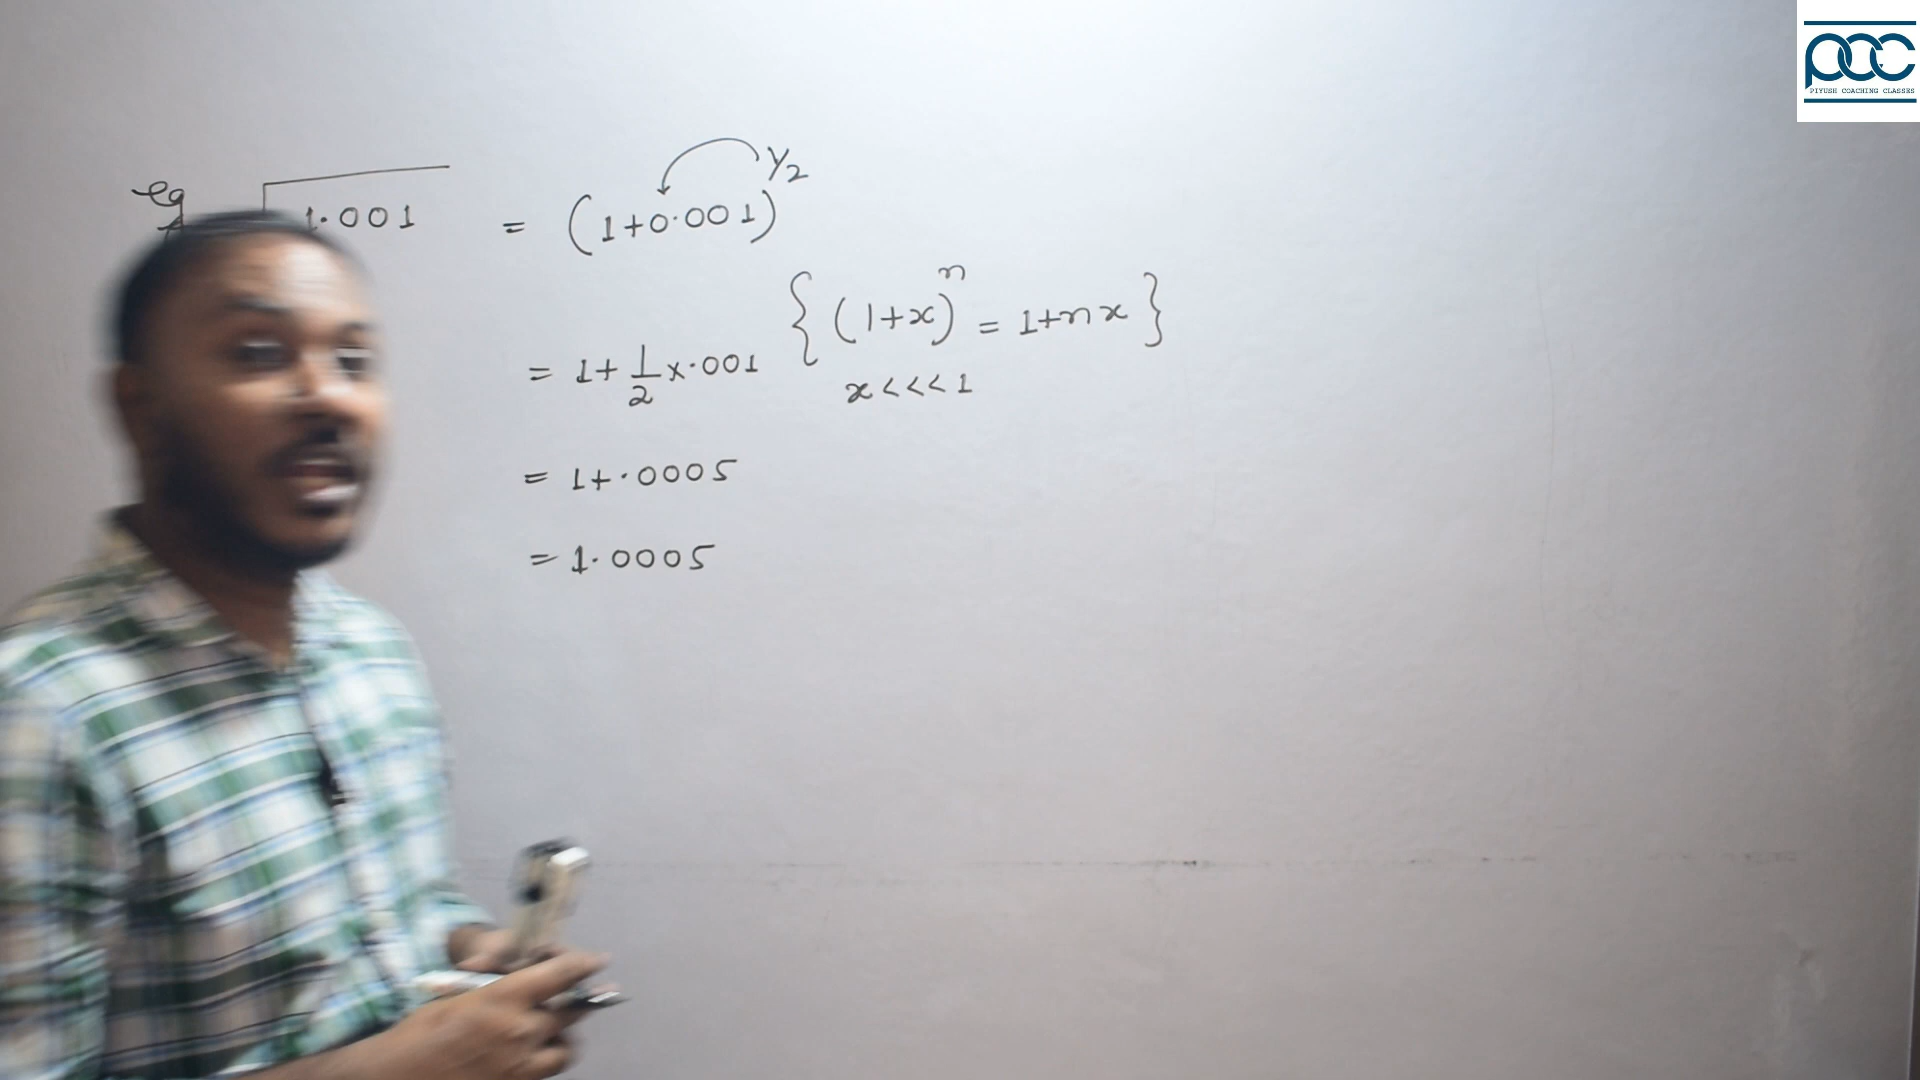 PCC
PIYUSH COACHING CLASSES
eg √1.001 = (1+0.001)^1/2
{(1+x)^n = 1+nx}
= 1+1/2×.001
x<<<1
= 1+.0005
= 1.0005